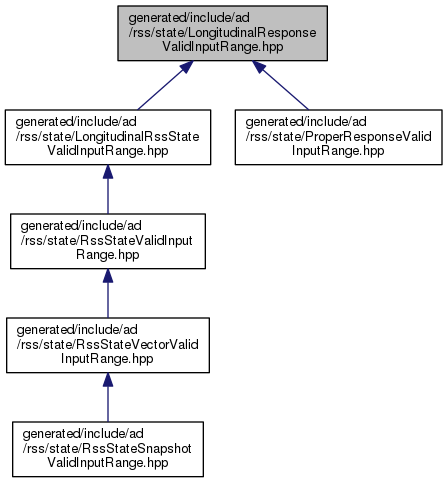 generated/include/ad
/rss/state/LongitudinalResponse
ValidInputRange.hpp
generated/include/ad
/rss/state/LongitudinalRssState
ValidInputRange.hpp
generated/include/ad
/rss/state/ProperResponseValid
InputRange.hpp
generated/include/ad
/rss/state/RssStateValidInput
Range.hpp
generated/include/ad
/rss/state/RssStateVectorValid
InputRange.hpp
generated/include/ad
/rss/state/RssStateSnapshot
ValidInputRange.hpp